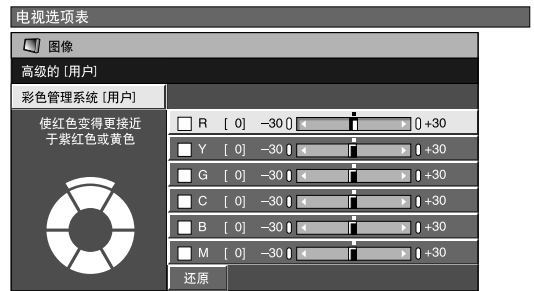 电视选项表
图像
高级的 [用户]
彩色管理系统 [用户]
使红色变得更接近
于紫红色或黄色
R [ 0] −30 +30
Y [ 0] −30 +30
G [ 0] −30 +30
C [ 0] −30 +30
B [ 0] −30 +30
M [ 0] −30 +30
还原